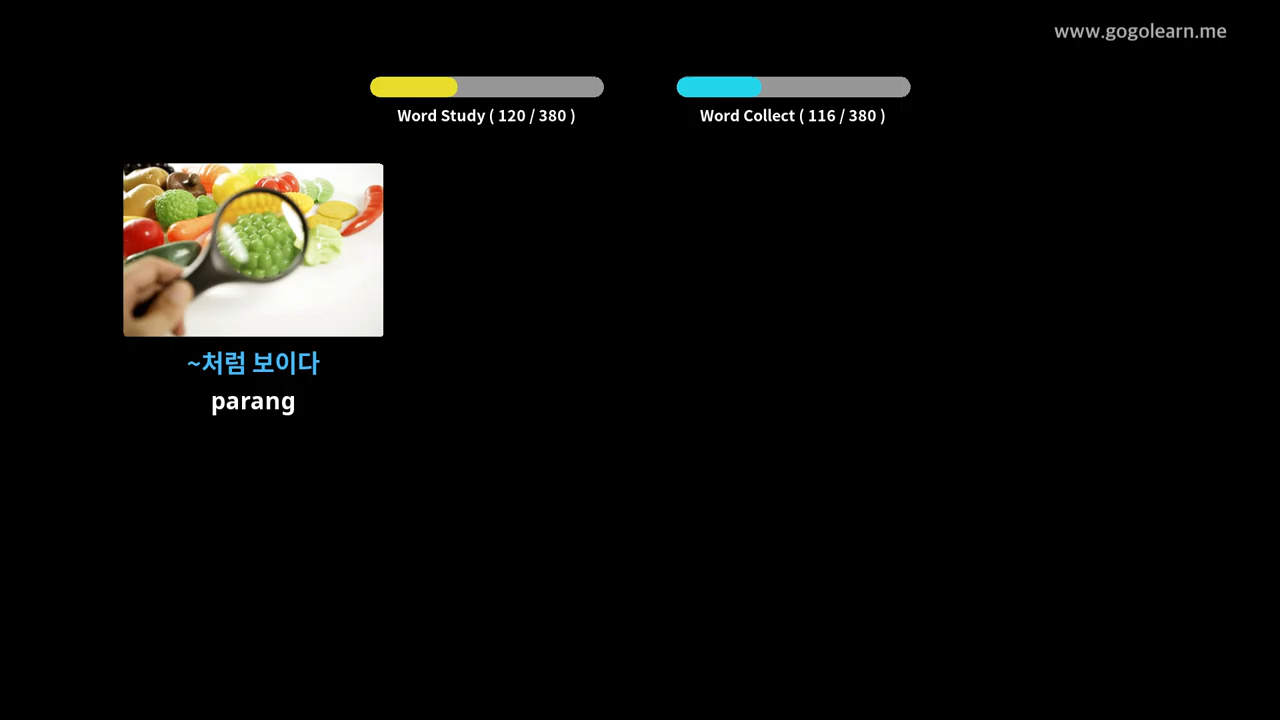 www.gogolearn.me
Word Study ( 120 / 380 )
Word Collect ( 116 / 380 )
~처럼 보이다
parang